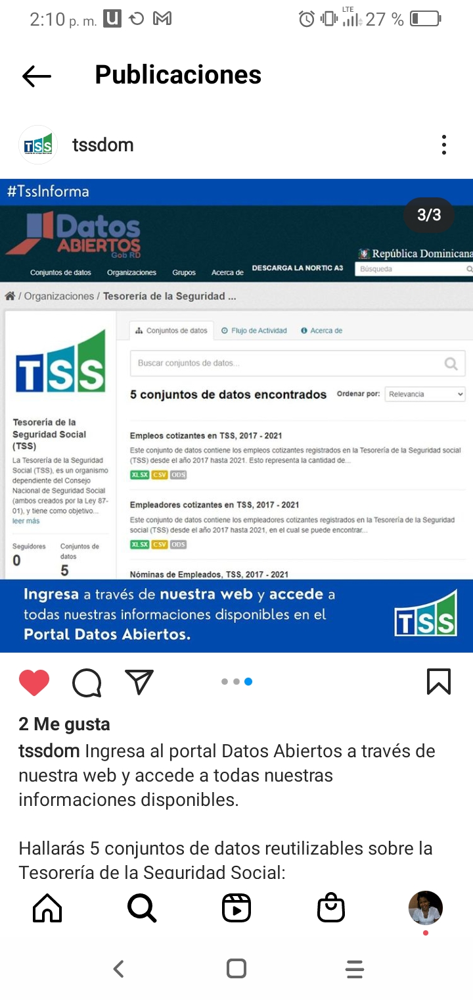 2:10 p. m.
LTE
27 %
Publicaciones
TSS
tssdom
#TssInforma
3/3
Datos
ABIERTOS
Gob RD
República Dominicana
Conjuntos de datos Organizaciones Grupos Acerca de DESCARGA LA NORTIC A3
Búsqueda
/ Organizaciones / Tesorería de la Seguridad ...
TSS
Tesorería de la
Seguridad Social
(TSS)
La Tesorería de la Seguridad
Social (TSS), es un organismo
dependiente del Consejo
Nacional de Seguridad Social
(ambos creados por la Ley 87-
01), y tiene como objetivo...
leer más
Seguidores
0
Conjuntos de
datos
5
Conjuntos de datos Flujo de Actividad Acerca de
Buscar conjuntos de datos...
5 conjuntos de datos encontrados
Ordenar por: Relevancia
Empleos cotizantes en TSS, 2017 - 2021
Este conjunto de datos contiene los empleos cotizantes registrados en la Tesorería de la Seguridad social
(TSS) desde el año 2017 hasta 2021. Esto representa la cantidad de...
XLSX CSV ODS
Empleadores cotizantes en TSS, 2017 - 2021
Este conjunto de datos contiene los empleadores cotizantes registrados en la Tesorería de la Seguridad
social (TSS) desde el año 2017 hasta 2021, en el cual se puede encontrar...
XLSX CSV ODS
Nóminas de Empleados, TSS, 2017 - 2021
Ingresa a través de nuestra web y accede a
todas nuestras informaciones disponibles en el
Portal Datos Abiertos.
TSS
2 Me gusta
tssdom Ingresa al portal Datos Abiertos a través de
nuestra web y accede a todas nuestras
informaciones disponibles.
Hallarás 5 conjuntos de datos reutilizables sobre la
Tesorería de la Seguridad Social: